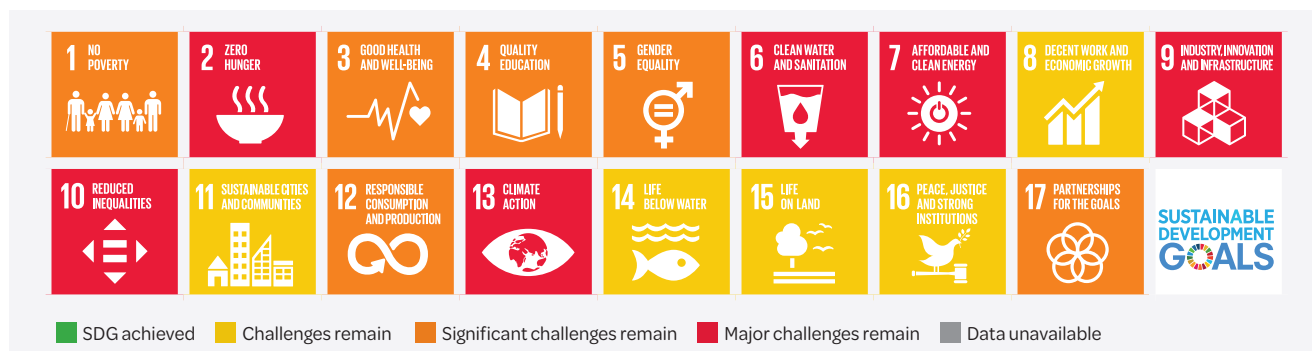 1 NO
POVERTY
2 ZERO
HUNGER
3 GOOD HEALTH
AND WELL-BEING
4 QUALITY
EDUCATION
5 GENDER
EQUALITY
6 CLEAN WATER
AND SANITATION
7 AFFORDABLE AND
CLEAN ENERGY
8 DECENT WORK AND
ECONOMIC GROWTH
9 INDUSTRY, INNOVATION
AND INFRASTRUCTURE
10 REDUCED
INEQUALITIES
11 SUSTAINABLE CITIES
AND COMMUNITIES
12 RESPONSIBLE
CONSUMPTION
AND PRODUCTION
13 CLIMATE
ACTION
14 LIFE
BELOW WATER
15 LIFE
ON LAND
16 PEACE, JUSTICE
AND STRONG
INSTITUTIONS
17 PARTNERSHIPS
FOR THE GOALS
SUSTAINABLE
DEVELOPMENT
GOALS
SDG achieved
Challenges remain
Significant challenges remain
Major challenges remain
Data unavailable